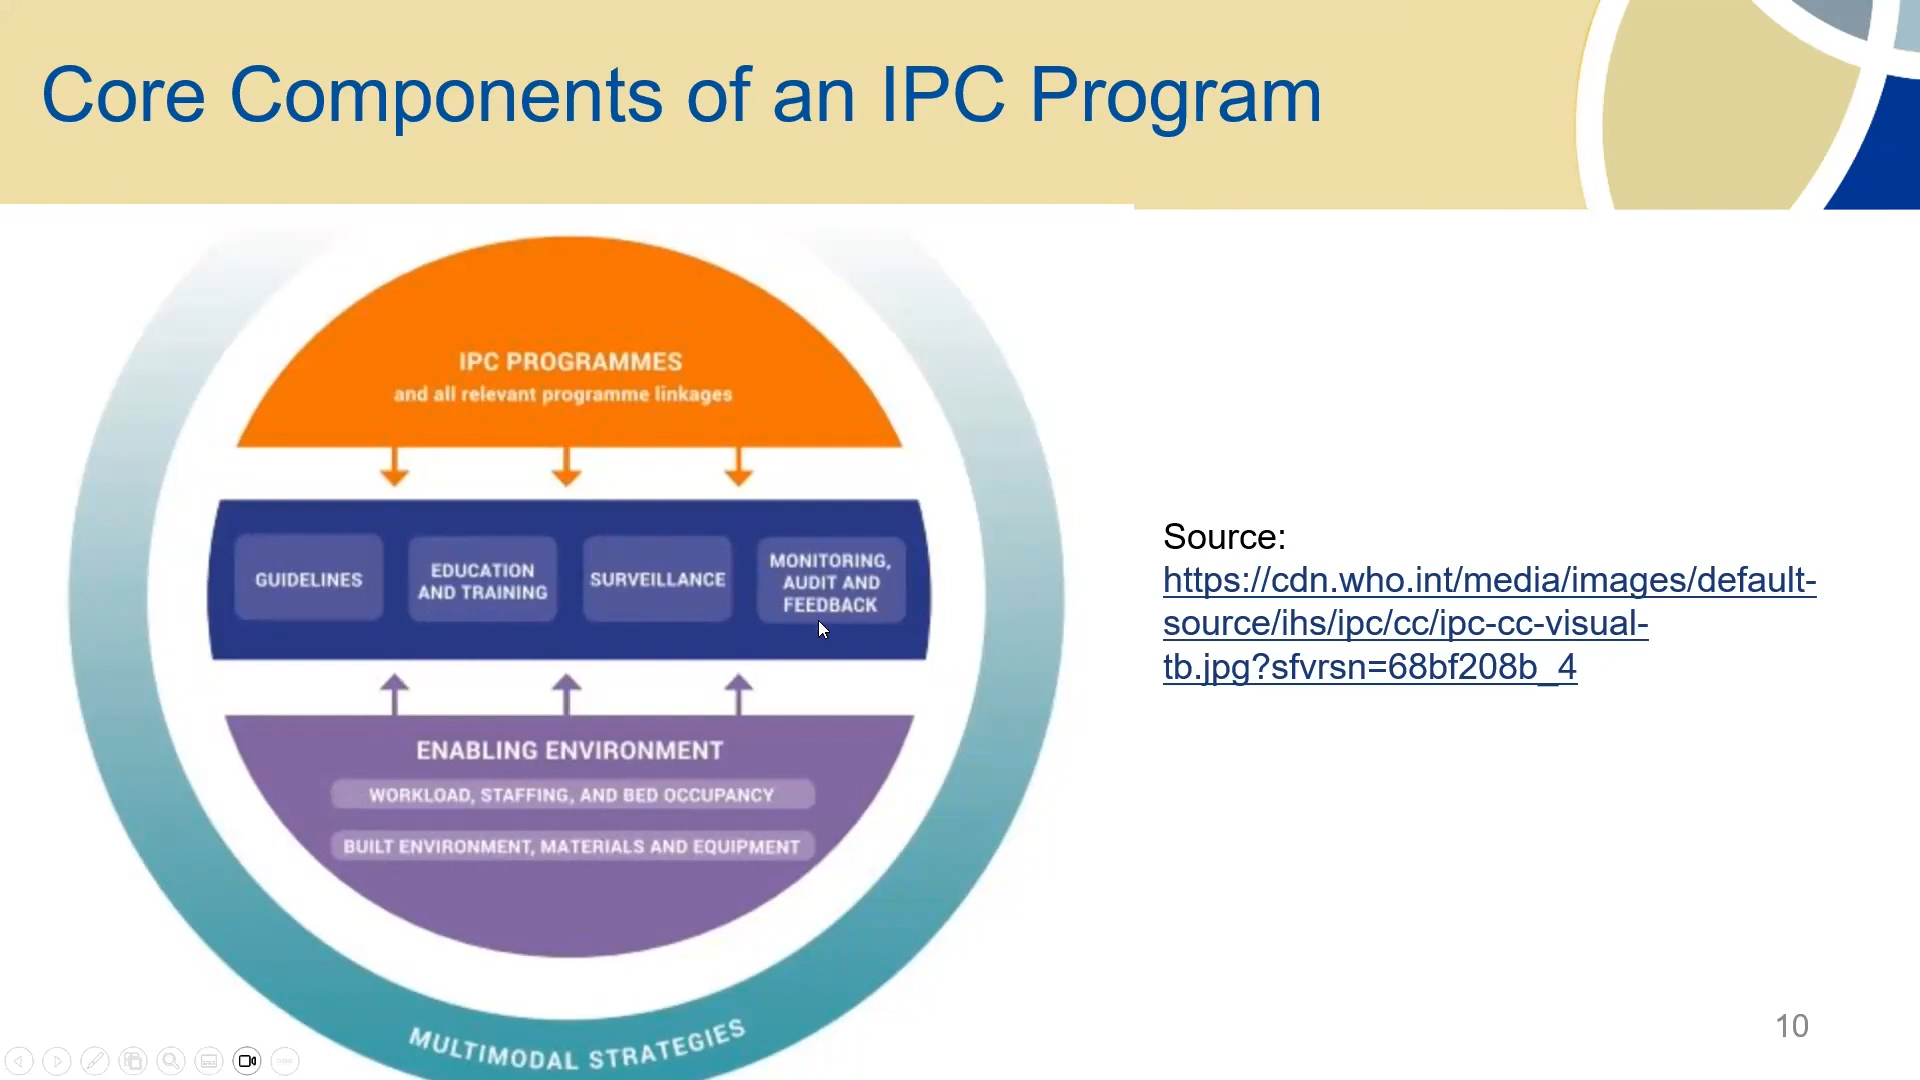 Core Components of an IPC Program
IPC PROGRAMMES
and all relevant programme linkages
GUIDELINES
EDUCATION
AND TRAINING
SURVEILLANCE
MONITORING,
AUDIT AND
FEEDBACK
ENABLING ENVIRONMENT
WORKLOAD, STAFFING, AND BED OCCUPANCY
BUILT ENVIRONMENT, MATERIALS AND EQUIPMENT
MULTIMODAL STRATEGIES
Source:
https://cdn.who.int/media/images/default-
source/ihs/ipc/cc/ipc-cc-visual-
tb.jpg?sfvrsn=68bf208b_4
10